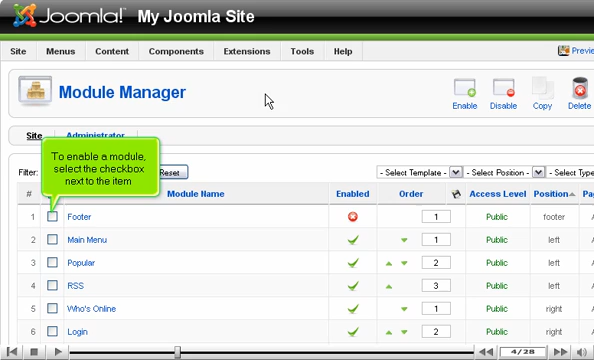 Joomla! My Joomla Site
Site Menus Content Components Extensions Tools Help
Module Manager
Enable Disable Copy Delete
Site Administrator
To enable a module,
select the checkbox
next to the item
Filter: Reset - Select Template - - Select Position -
# Module Name Enabled Order Access Level Position
1 Footer 1 Public footer
2 Main Menu 1 Public left
3 Popular 2 Public left
4 RSS 3 Public left
5 Who's Online 1 Public right
6 Login 2 Public right
4/28